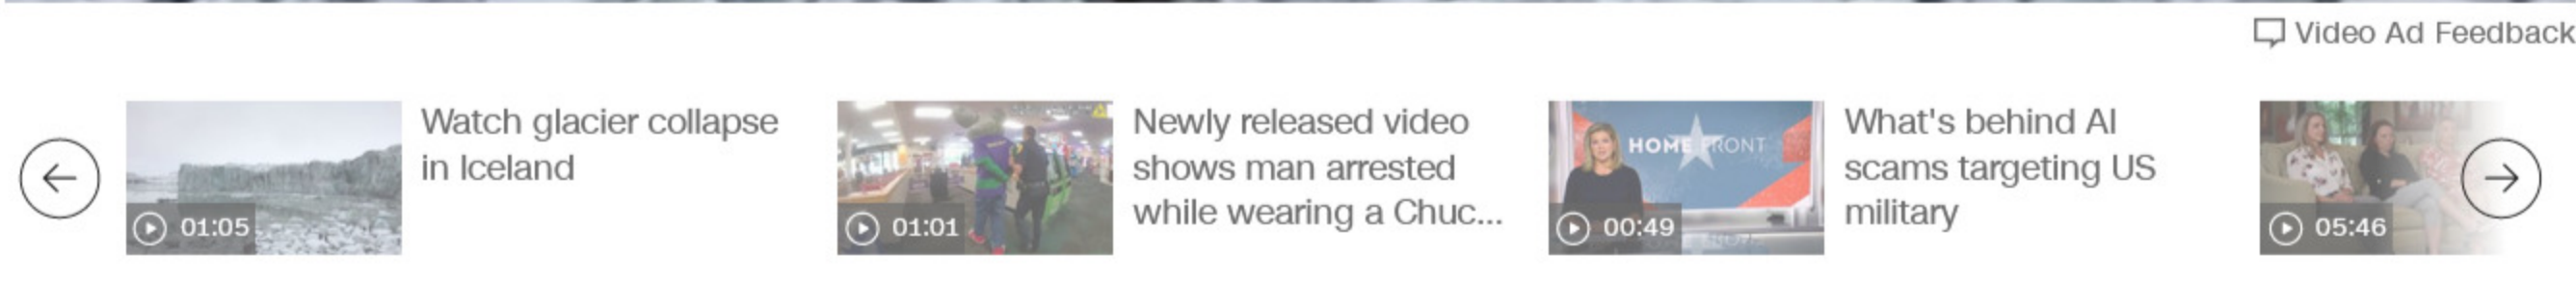 Video Ad Feedback
01:05
Watch glacier collapse
in Iceland
01:01
Newly released video
shows man arrested
while wearing a Chuc...
HOME FRONT
00:49
What's behind AI
scams targeting US
military
05:46